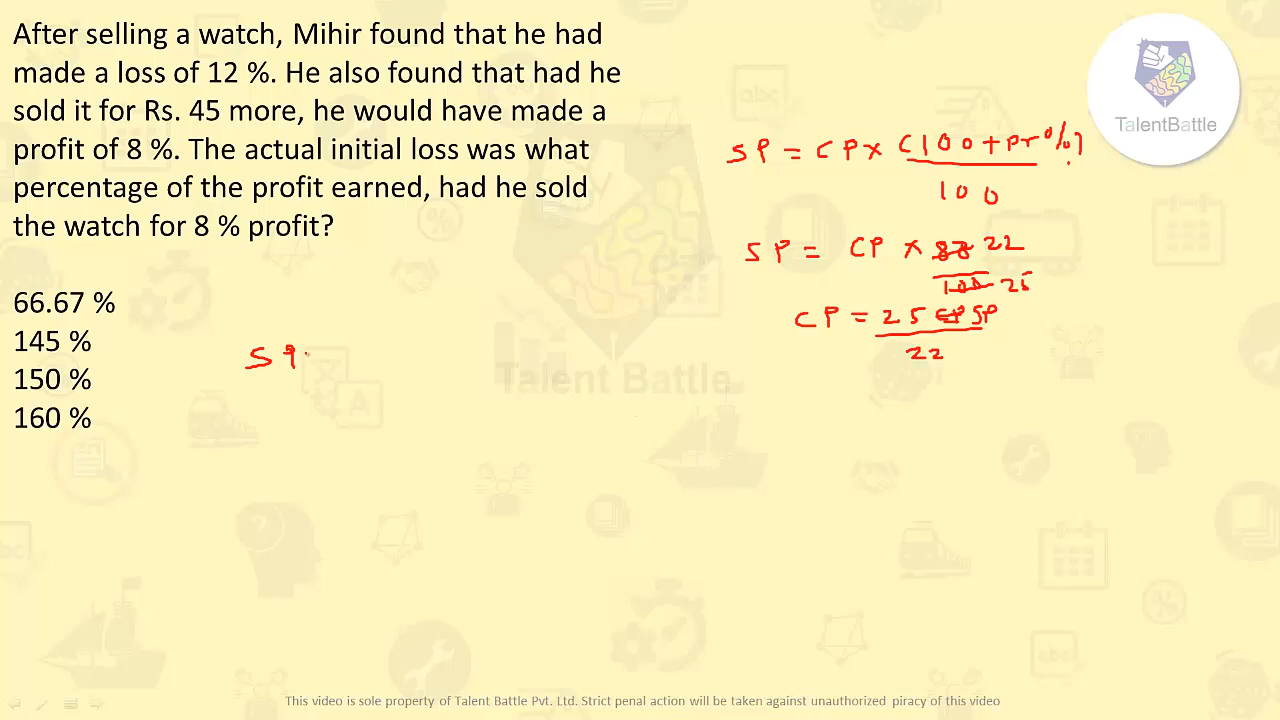 After selling a watch, Mihir found that he had
made a loss of 12 %. He also found that had he
sold it for Rs. 45 more, he would have made a
profit of 8 %. The actual initial loss was what
percentage of the profit earned, had he sold
the watch for 8 % profit?
66.67 %
145 %
150 %
160 %
SP
SP = CP x (100+pr%)
100
SP = CP x 88 22
100 25
CP = 25 CP SP
22
TalentBattle
Talent Battle
This video is sole property of Talent Battle Pvt. Ltd. Strict penal action will be taken against unauthorized piracy of this video